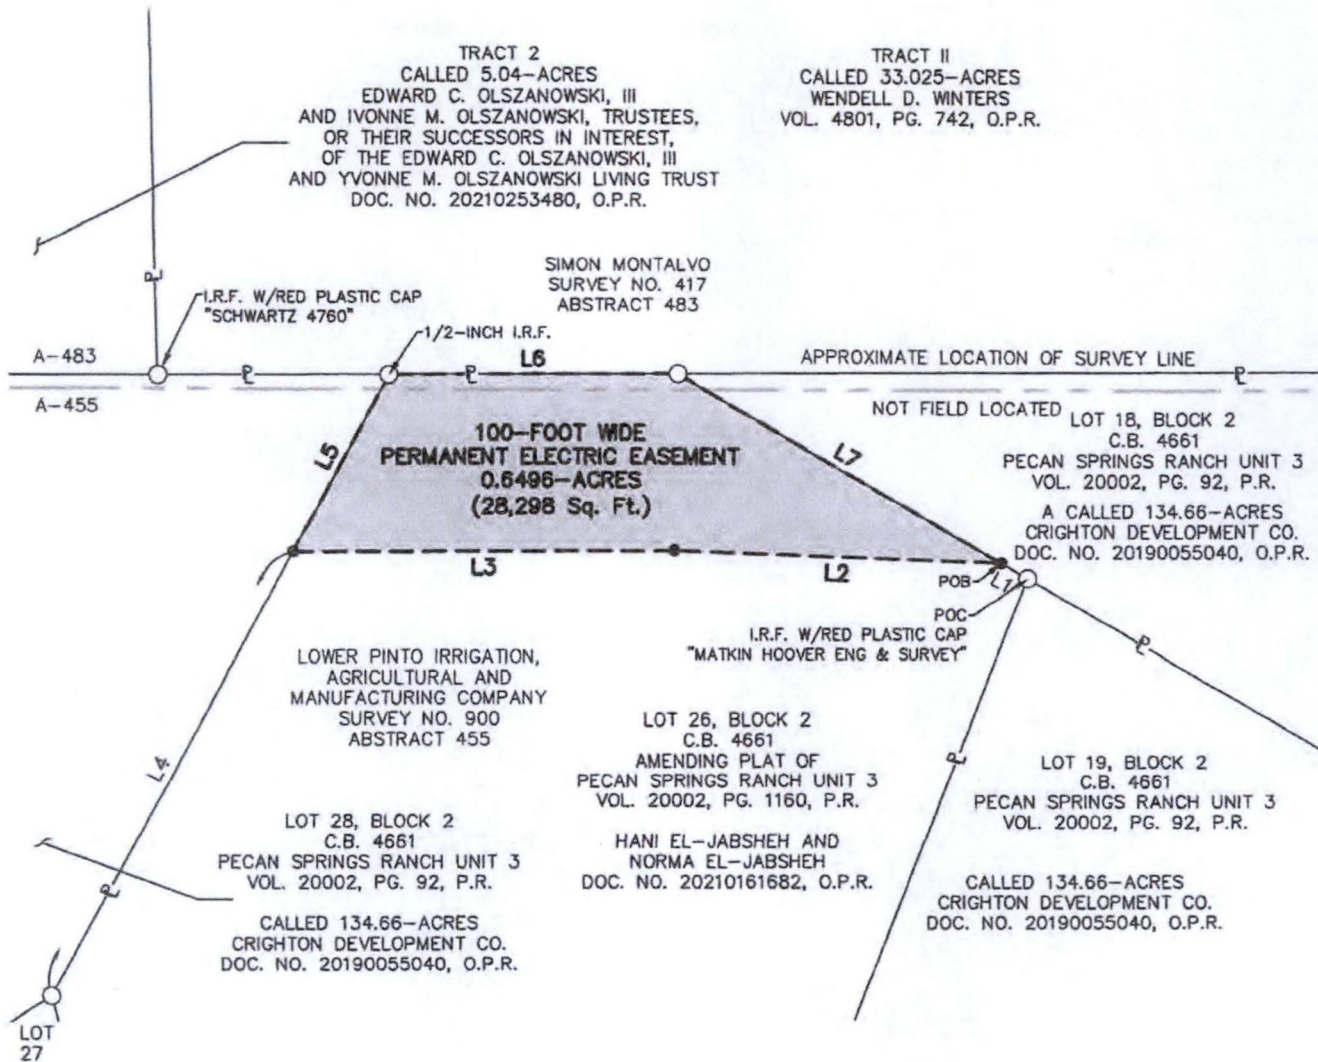 TRACT 2
CALLED 5.04-ACRES
EDWARD C. OLSZANOWSKI, III
AND IVONNE M. OLSZANOWSKI, TRUSTEES,
OR THEIR SUCCESSORS IN INTEREST,
OF THE EDWARD C. OLSZANOWSKI, III
AND YVONNE M. OLSZANOWSKI LIVING TRUST
DOC. NO. 20210253480, O.P.R.
TRACT II
CALLED 33.025-ACRES
WENDELL D. WINTERS
VOL. 4801, PG. 742, O.P.R.
SIMON MONTALVO
SURVEY NO. 417
ABSTRACT 483
PL
I.R.F. W/RED PLASTIC CAP
"SCHWARTZ 4760"
1/2-INCH I.R.F.
A-483
PL
L6
PL
APPROXIMATE LOCATION OF SURVEY LINE
PL
A-455
NOT FIELD LOCATED
LOT 18, BLOCK 2
C.B. 4661
PECAN SPRINGS RANCH UNIT 3
VOL. 20002, PG. 92, P.R.
A CALLED 134.66-ACRES
CRIGHTON DEVELOPMENT CO.
DOC. NO. 20190055040, O.P.R.
100-FOOT WIDE
PERMANENT ELECTRIC EASEMENT
0.6496-ACRES
(28,298 Sq. Ft.)
L5
L7
L3
L2
POB
L1
POC
I.R.F. W/RED PLASTIC CAP
"MATKIN HOOVER ENG & SURVEY"
PL
LOWER PINTO IRRIGATION,
AGRICULTURAL AND
MANUFACTURING COMPANY
SURVEY NO. 900
ABSTRACT 455
L4
LOT 26, BLOCK 2
C.B. 4661
AMENDING PLAT OF
PECAN SPRINGS RANCH UNIT 3
VOL. 20002, PG. 1160, P.R.
HANI EL-JABSHEH AND
NORMA EL-JABSHEH
DOC. NO. 20210161682, O.P.R.
PL
LOT 19, BLOCK 2
C.B. 4661
PECAN SPRINGS RANCH UNIT 3
VOL. 20002, PG. 92, P.R.
CALLED 134.66-ACRES
CRIGHTON DEVELOPMENT CO.
DOC. NO. 20190055040, O.P.R.
LOT 28, BLOCK 2
C.B. 4661
PECAN SPRINGS RANCH UNIT 3
VOL. 20002, PG. 92, P.R.
CALLED 134.66-ACRES
CRIGHTON DEVELOPMENT CO.
DOC. NO. 20190055040, O.P.R.
PL
LOT
27